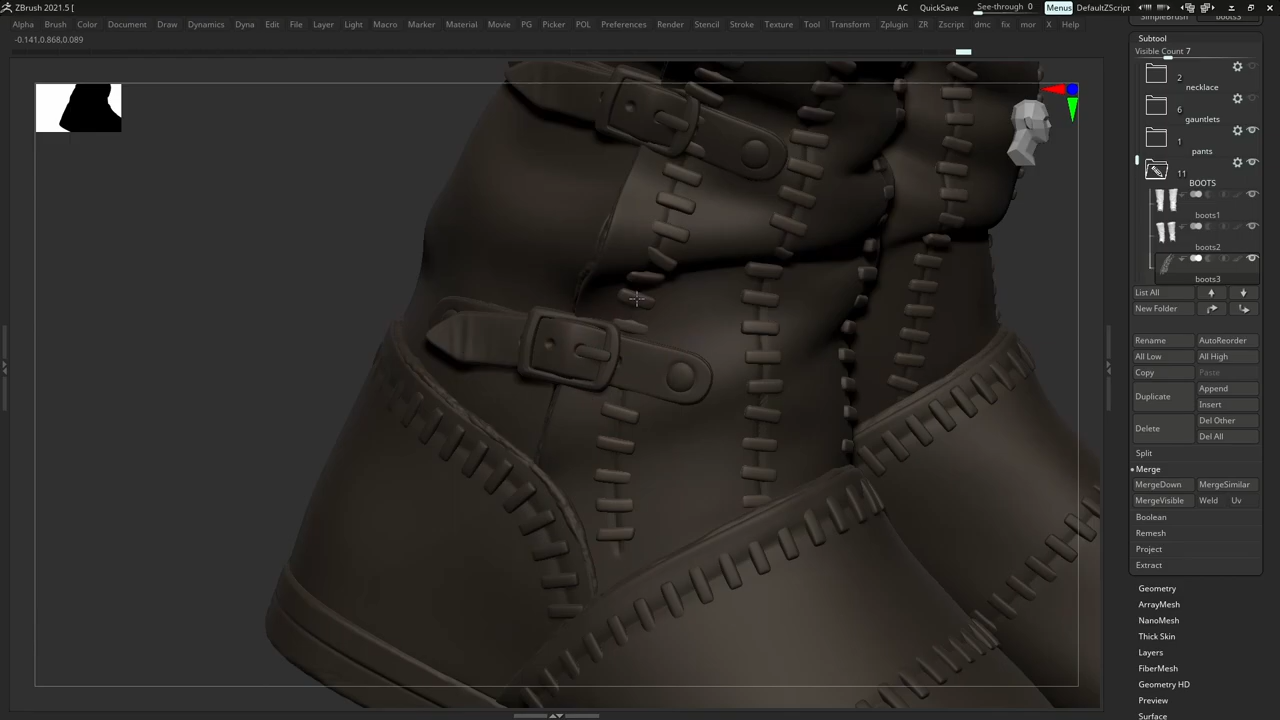 ZBrush 2021.5 [
AC QuickSave See-through 0 Menus DefaultZScript
Alpha Brush Color Document Draw Dynamics Dyna Edit File Layer Light Macro Marker Material Movie PG Picker POL Preferences Render Stencil Stroke Texture Tool Transform Zplugin ZR Zscript dmc fix mor X Help
-0.141,0.868,0.089
SimpleBrush boots3
Subtool
Visible Count 7
2
necklace
6
gauntlets
1
pants
11
BOOTS
boots1
boots2
boots3
List All
New Folder
Rename AutoReorder
All Low All High
Copy Paste
Duplicate Append
Insert
Delete Del Other
Del All
Split
Merge
MergeDown MergeSimilar
MergeVisible Weld Uv
Boolean
Remesh
Project
Extract
Geometry
ArrayMesh
NanoMesh
Thick Skin
Layers
FiberMesh
Geometry HD
Preview
Surface